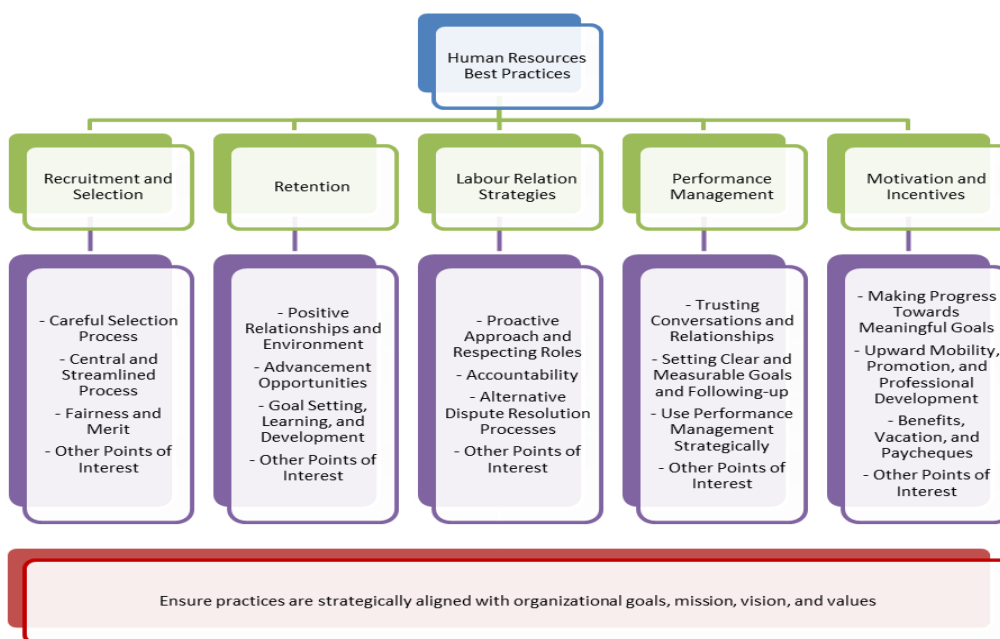 Human Resources
Best Practices
Recruitment and
Selection
Retention
Labour Relation
Strategies
Performance
Management
Motivation and
Incentives
- Careful Selection
Process
- Central and
Streamlined
Process
- Fairness and
Merit
- Other Points of
Interest
- Positive
Relationships and
Environment
- Advancement
Opportunities
- Goal Setting,
Learning, and
Development
- Other Points of
Interest
- Proactive
Approach and
Respecting Roles
- Accountability
- Alternative
Dispute Resolution
Processes
- Other Points of
Interest
- Trusting
Conversations and
Relationships
- Setting Clear and
Measurable Goals
and Following-up
- Use Performance
Management
Strategically
- Other Points of
Interest
- Making Progress
Towards
Meaningful Goals
- Upward Mobility,
Promotion, and
Professional
Development
- Benefits,
Vacation, and
Paycheques
- Other Points of
Interest
Ensure practices are strategically aligned with organizational goals, mission, vision, and values